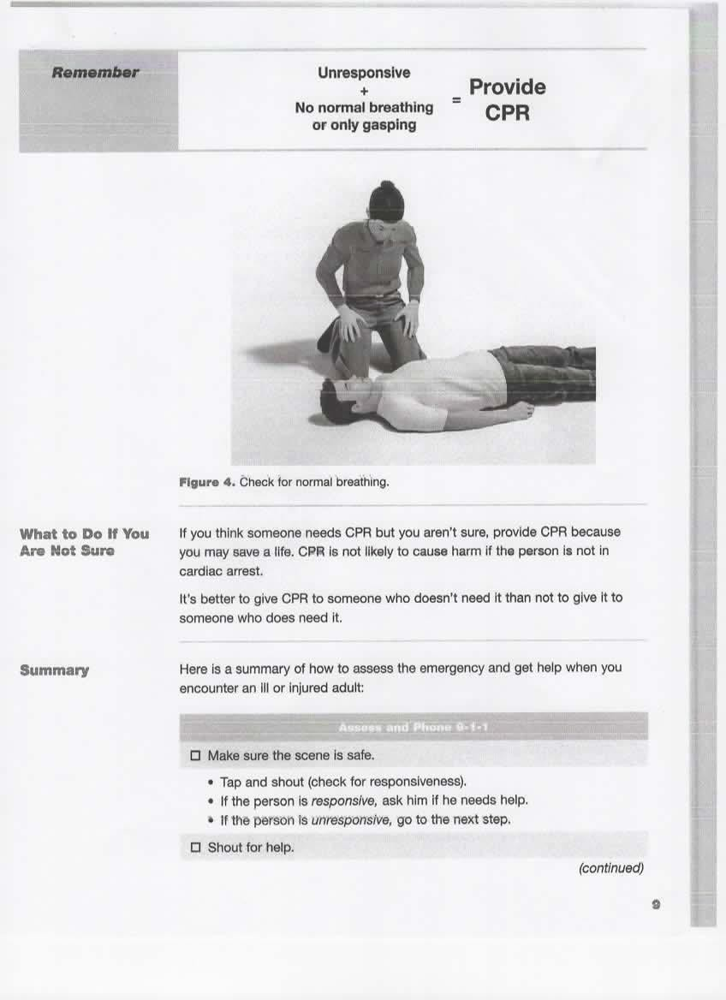 Remember
Unresponsive
+
No normal breathing
or only gasping
=
Provide
CPR
Figure 4. Check for normal breathing.
What to Do If You
Are Not Sure
If you think someone needs CPR but you aren't sure, provide CPR because
you may save a life. CPR is not likely to cause harm if the person is not in
cardiac arrest.
It's better to give CPR to someone who doesn't need it than not to give it to
someone who does need it.
Summary
Here is a summary of how to assess the emergency and get help when you
encounter an ill or injured adult:
Assess and Phone 9-1-1
☐ Make sure the scene is safe.
• Tap and shout (check for responsiveness).
• If the person is responsive, ask him if he needs help.
• If the person is unresponsive, go to the next step.
☐ Shout for help.
(continued)
9